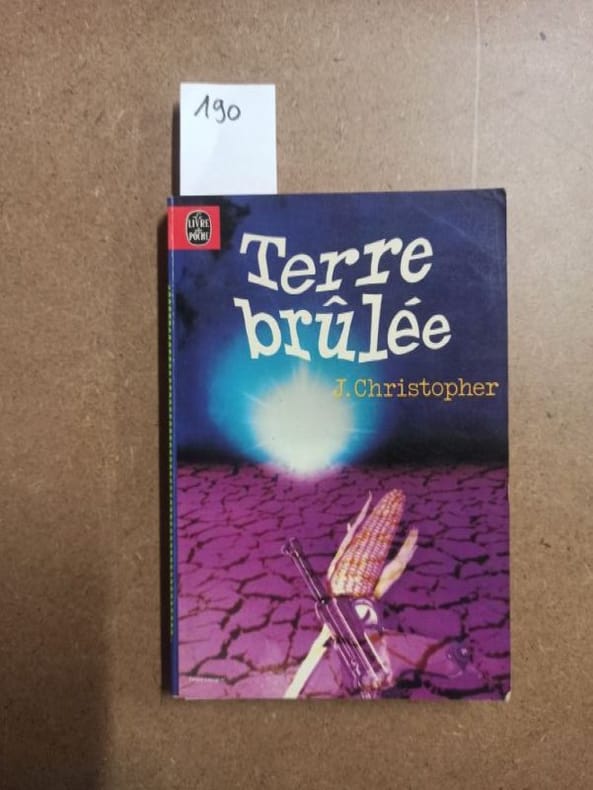 190
Le
LIVRE
de
POCHE
Terre
brûlée
J. Christopher